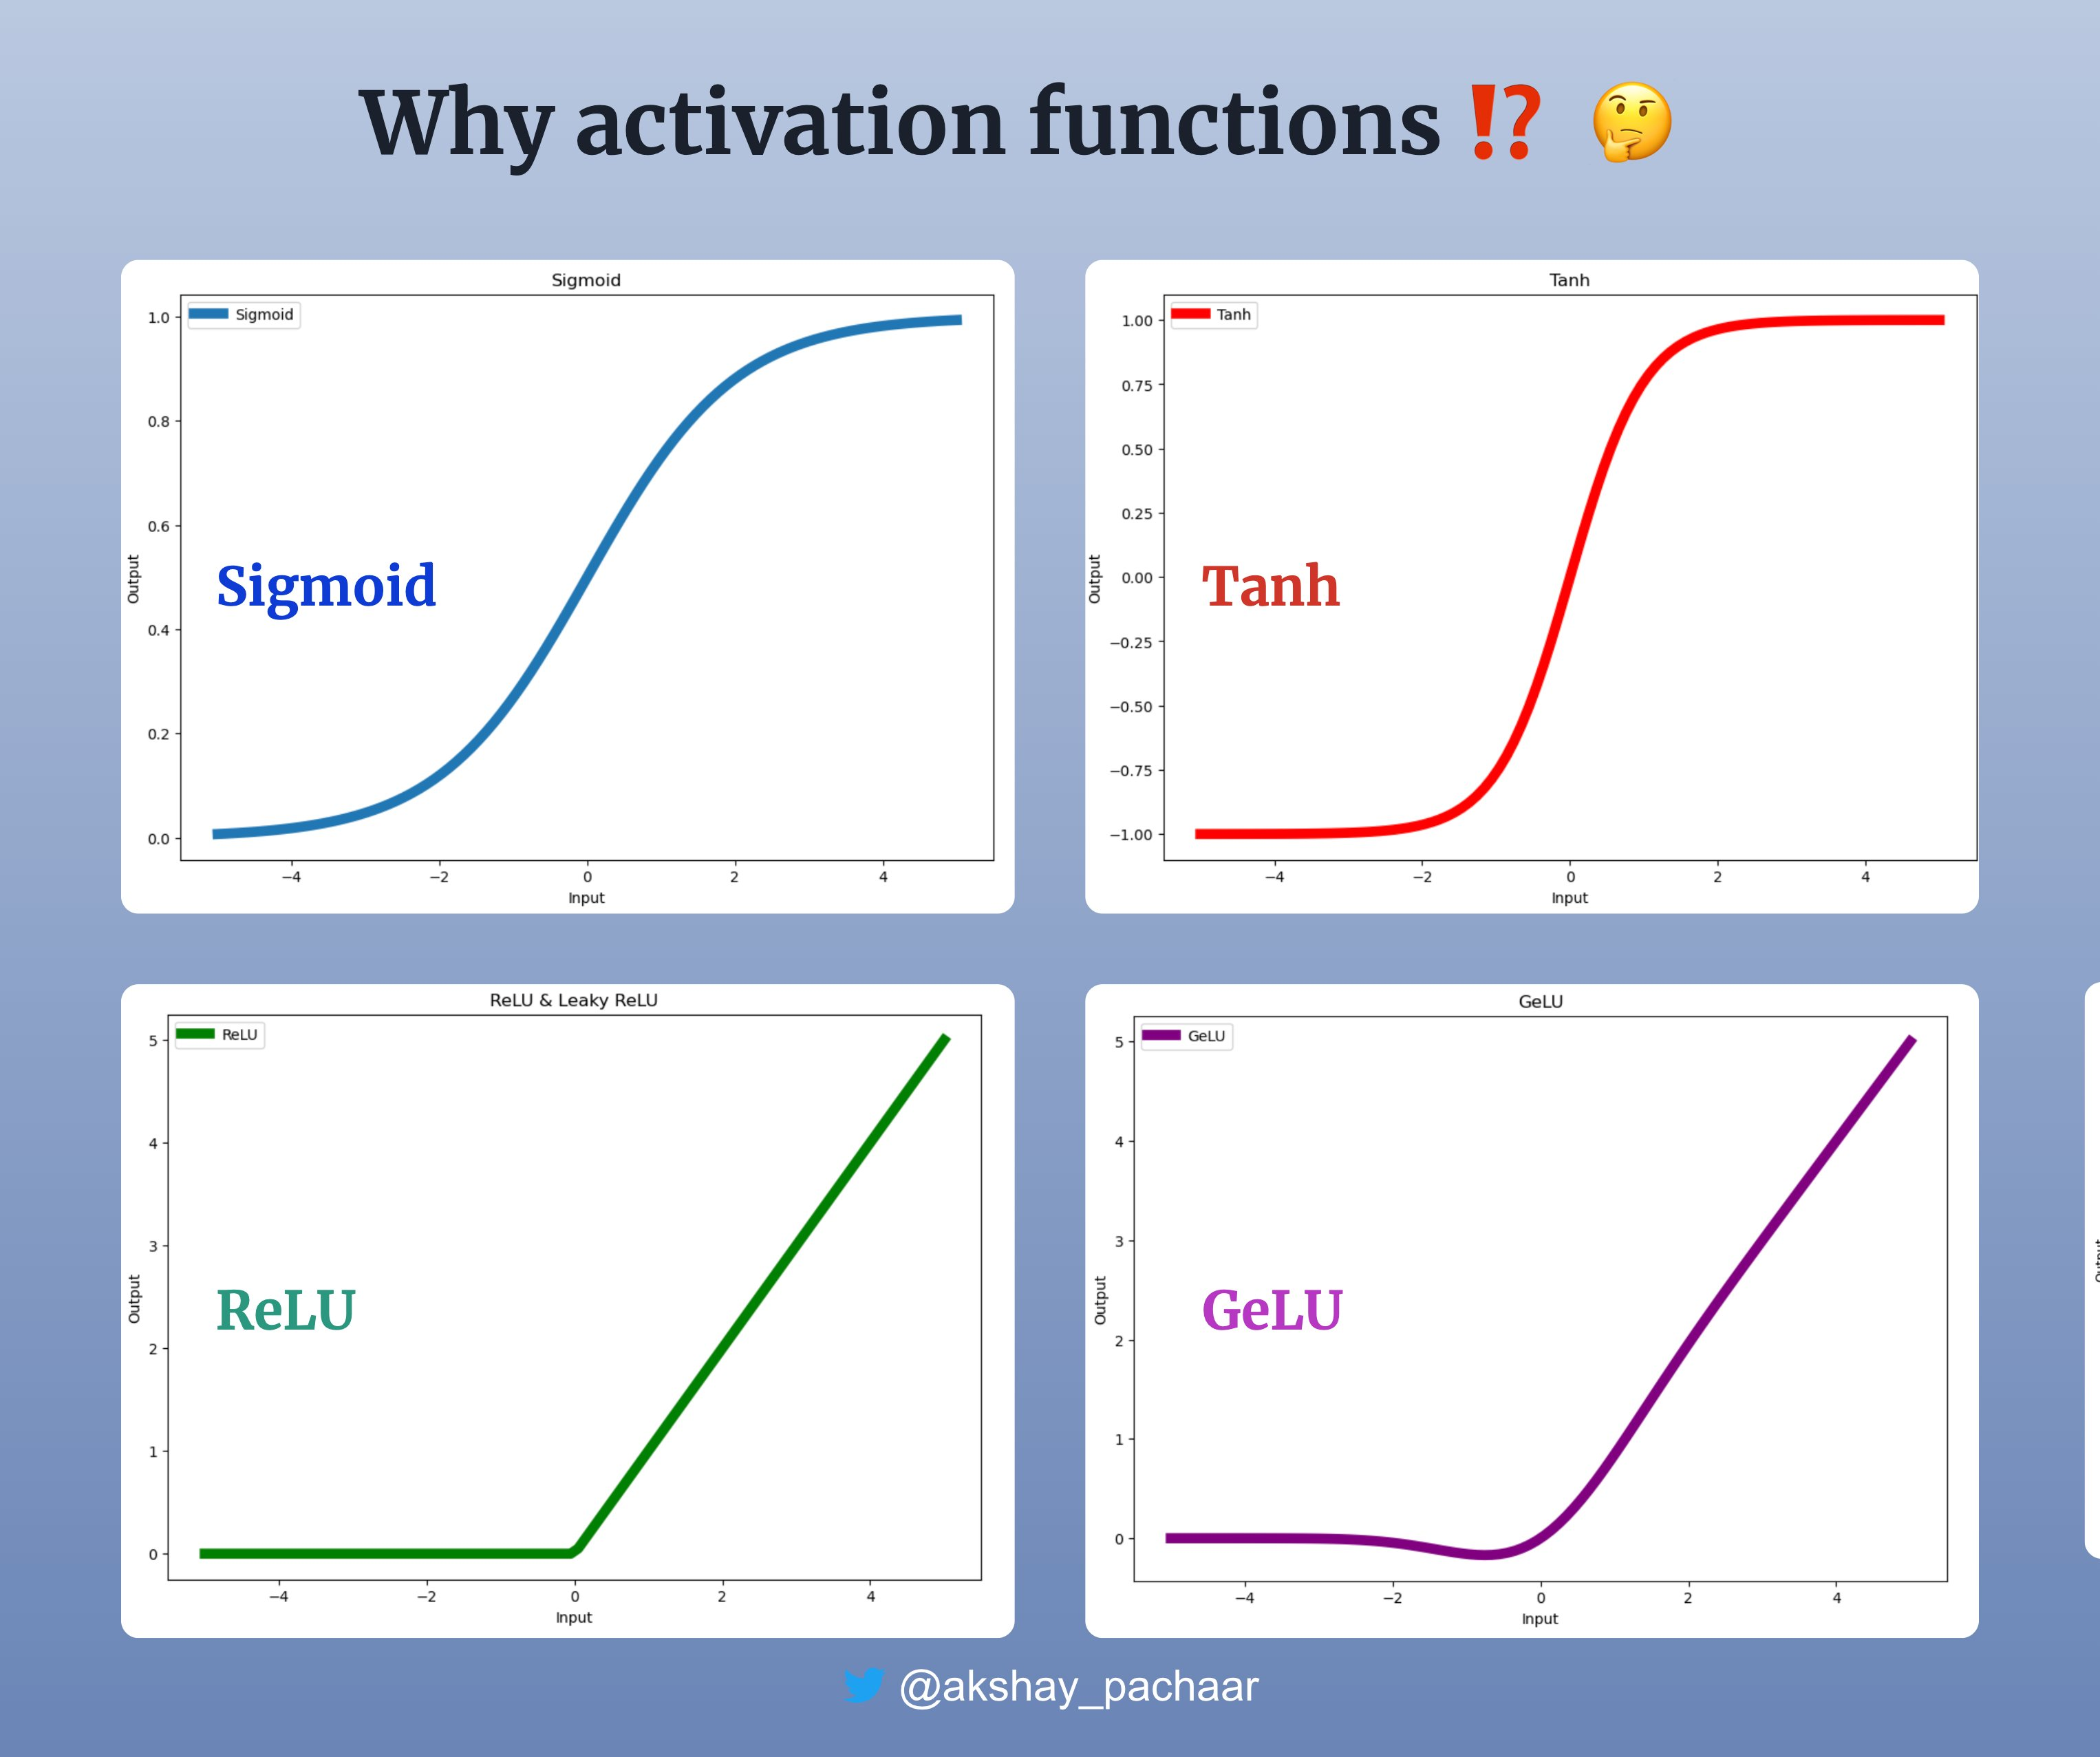 Why activation functions ⁉️ 🤔
Sigmoid
Sigmoid
1.0
0.8
0.6
0.4
0.2
0.0
Output
Sigmoid
−4 −2 0 2 4
Input
Tanh
Tanh
1.00
0.75
0.50
0.25
0.00
−0.25
−0.50
−0.75
−1.00
Output
Tanh
−4 −2 0 2 4
Input
ReLU & Leaky ReLU
ReLU
5
4
3
2
1
0
Output
ReLU
−4 −2 0 2 4
Input
GeLU
GeLU
5
4
3
2
1
0
Output
GeLU
−4 −2 0 2 4
Input
@akshay_pachaar